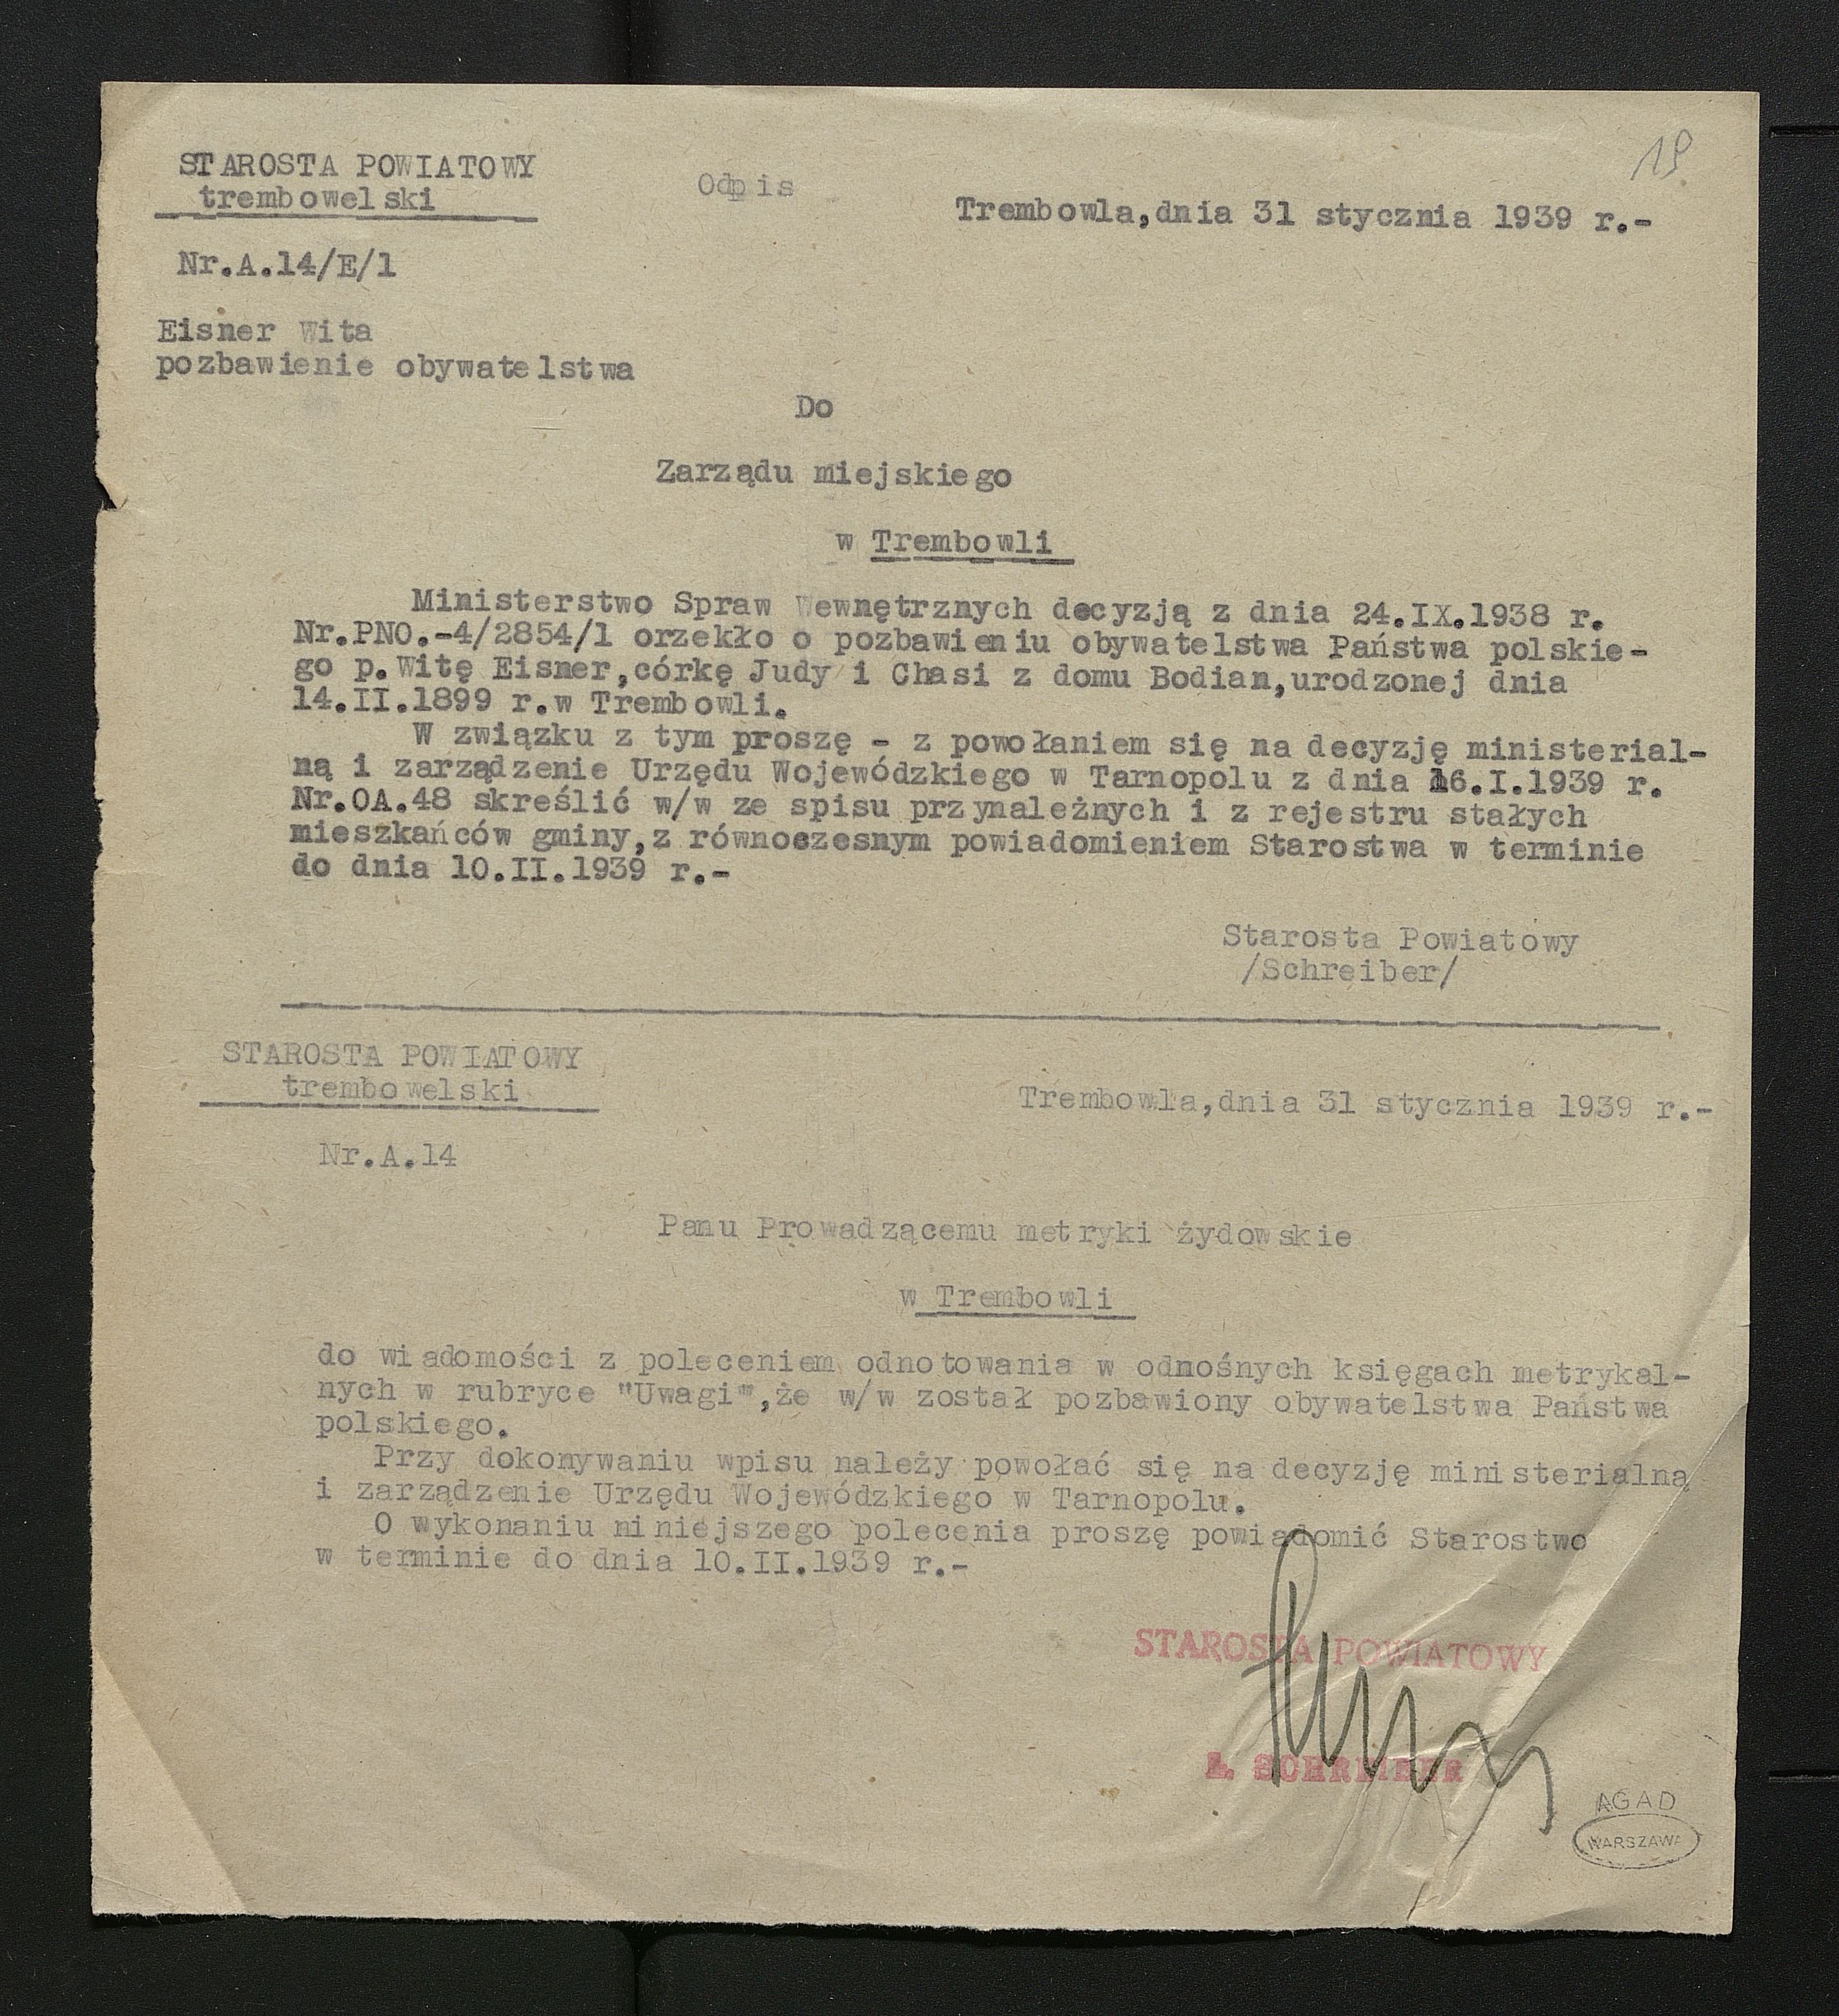 19
STAROSTA POWIATOWY
trembowelski
Odpis
Trembowla,dnia 31 stycznia 1939 r.-
Nr.A.14/E/1
Eisner Wita
pozbawienie obywatelstwa
Do
Zarządu miejskiego
w Trembowli
Ministerstwo Spraw Wewnętrznych decyzją z dnia 24.IX.1938 r.
Nr.PNO.-4/2854/1 orzekło o pozbawieniu obywatelstwa Państwa polskie-
go p.Witę Eisner,córkę Judy i Chasi z domu Bodian,urodzonej dnia
14.II.1899 r.w Trembowli.
W związku z tym proszę - z powołaniem się na decyzję ministerial-
ną i zarządzenie Urzędu Wojewódzkiego w Tarnopolu z dnia 16.I.1939 r.
Nr.OA.48 skreślić w/w ze spisu przynależnych i z rejestru stałych
mieszkańców gminy,z równoczesnym powiadomieniem Starostwa w terminie
do dnia 10.II.1939 r.-
Starosta Powiatowy
/Schreiber/
STAROSTA POWIATOWY
trembowelski
Trembowla,dnia 31 stycznia 1939 r.-
Nr.A.14
Panu Prowadzącemu metryki żydowskie
w Trembowli
do wiadomości z poleceniem odnotowania w odnośnych księgach metrykal-
nych w rubryce "Uwagi",że w/w został pozbawiony obywatelstwa Państwa
polskiego.
Przy dokonywaniu wpisu należy powołać się na decyzję ministerialną
i zarządzenie Urzędu Wojewódzkiego w Tarnopolu.
O wykonaniu niniejszego polecenia proszę powiadomić Starostwo
w terminie do dnia 10.II.1939 r.-
STAROSTA POWIATOWY
SCHREIBER
AGAD
WARSZAWA